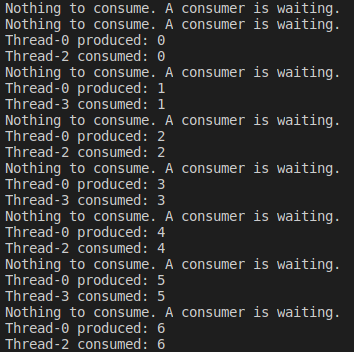 Nothing to consume. A consumer is waiting.
Nothing to consume. A consumer is waiting.
Thread-0 produced: 0
Thread-2 consumed: 0
Nothing to consume. A consumer is waiting.
Thread-0 produced: 1
Thread-3 consumed: 1
Nothing to consume. A consumer is waiting.
Thread-0 produced: 2
Thread-2 consumed: 2
Nothing to consume. A consumer is waiting.
Thread-0 produced: 3
Thread-3 consumed: 3
Nothing to consume. A consumer is waiting.
Thread-0 produced: 4
Thread-2 consumed: 4
Nothing to consume. A consumer is waiting.
Thread-0 produced: 5
Thread-3 consumed: 5
Nothing to consume. A consumer is waiting.
Thread-0 produced: 6
Thread-2 consumed: 6